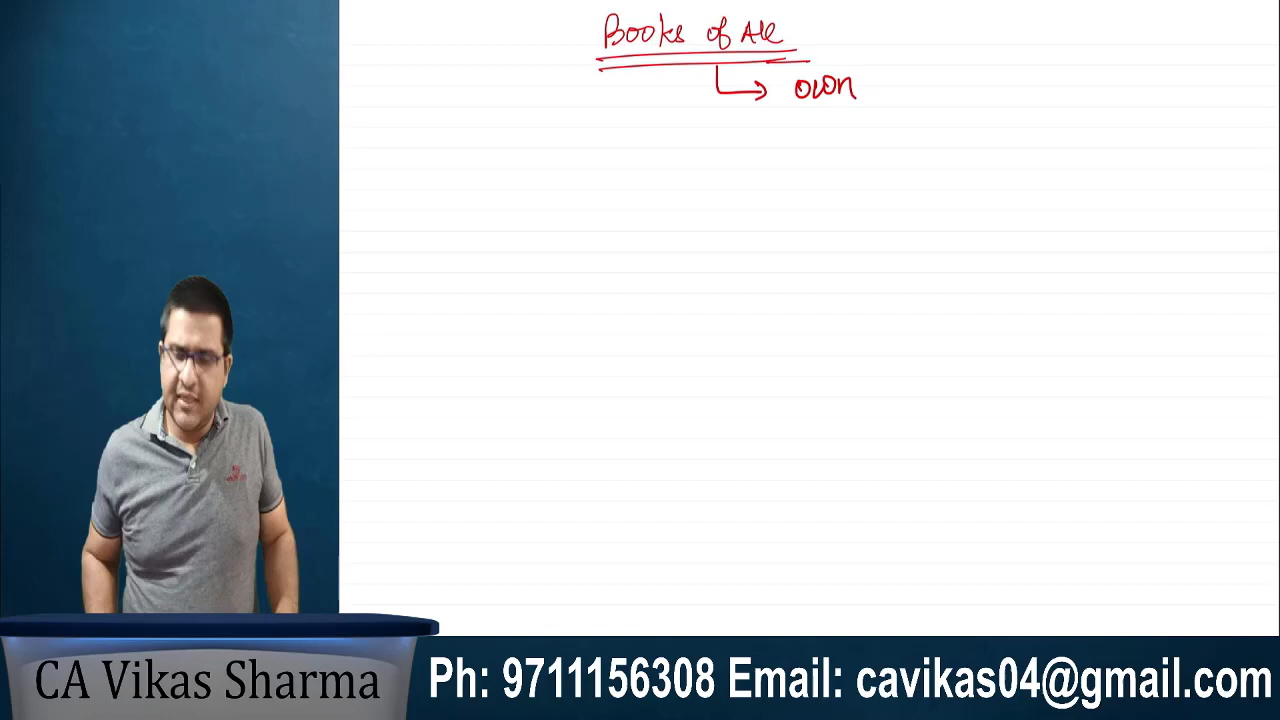 Books of A/c
own
CA Vikas Sharma
Ph: 9711156308 Email: cavikas04@gmail.com